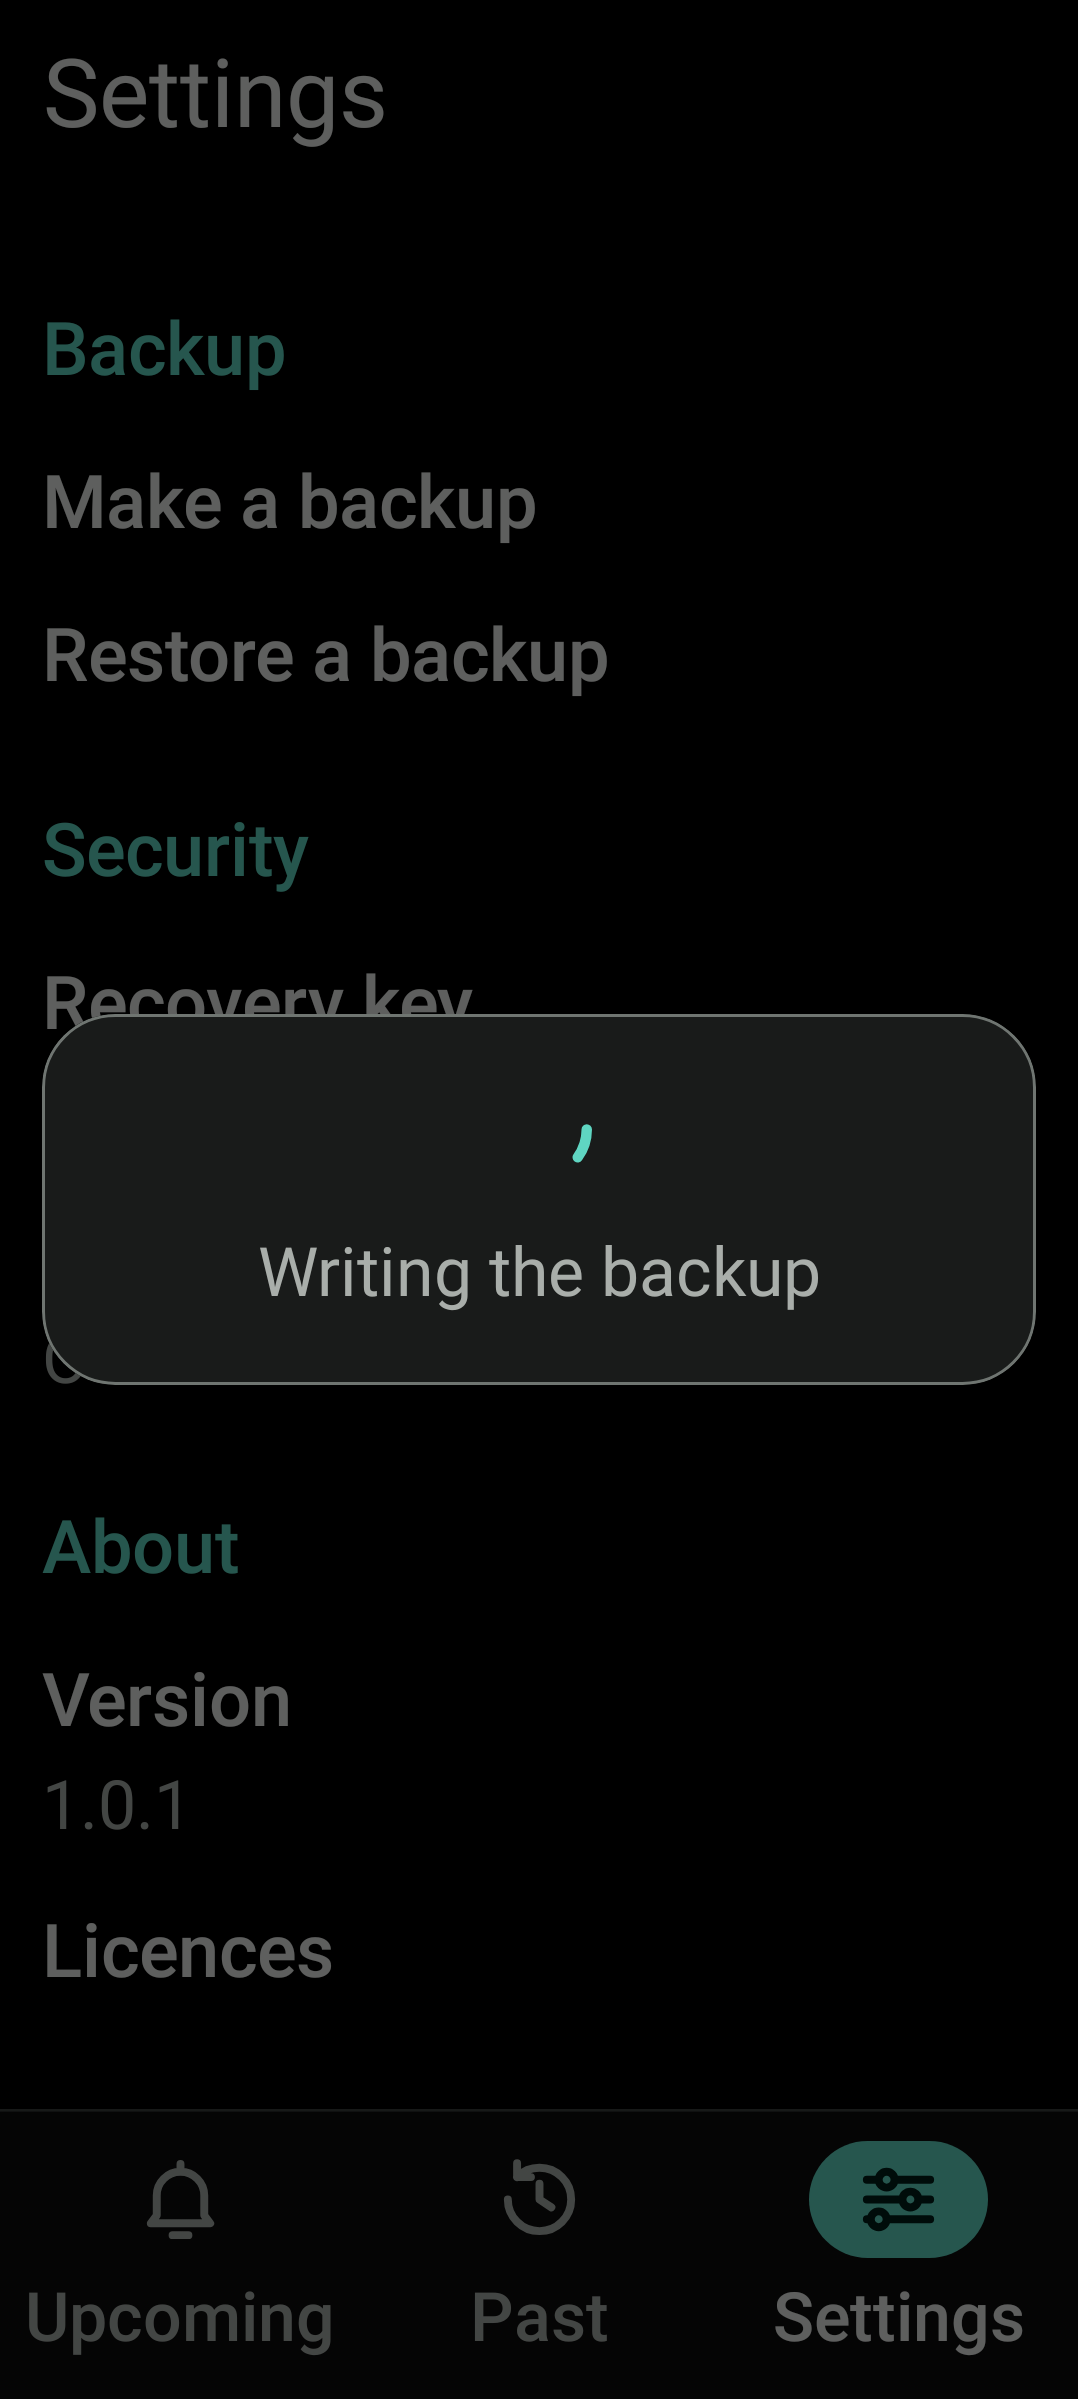 Settings
Backup
Make a backup
Restore a backup
Security
Recovery key
Writing the backup
About
Version
1.0.1
Licences
Upcoming
Past
Settings